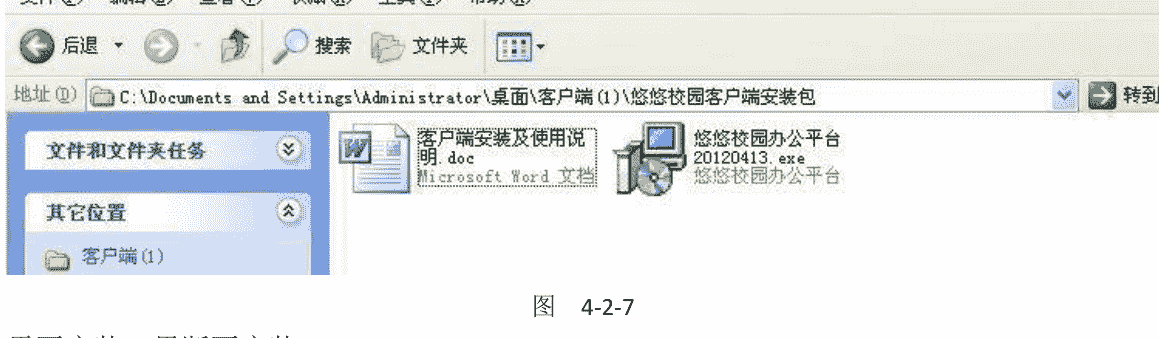 后退
搜索
文件夹
地址(D)
C:\Documents and Settings\Administrator\桌面\客户端(1)\悠悠校园客户端安装包
转到
文件和文件夹任务
其它位置
客户端(1)
客户端安装及使用说
明.doc
Microsoft Word 文档
悠悠校园办公平台
20120413.exe
悠悠校园办公平台
图 4-2-7